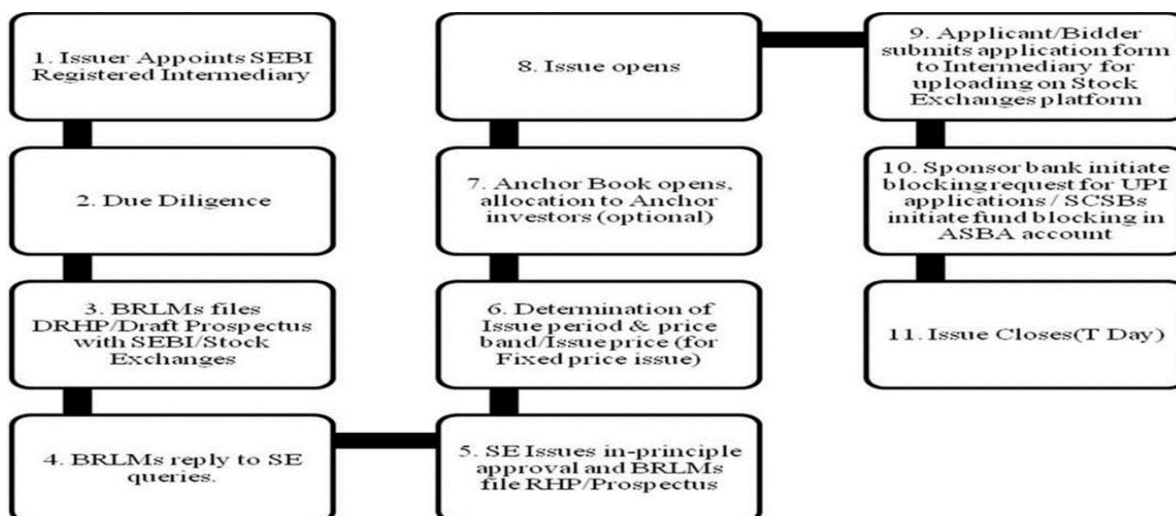 1. Issuer Appoints SEBI
Registered Intermediary
2. Due Diligence
3. BRLMs files
DRHP/Draft Prospectus
with SEBI/Stock
Exchanges
4. BRLMs reply to SE
queries.
5. SE Issues in-principle
approval and BRLMs
file RHP/Prospectus
6. Determination of
Issue period & price
band/Issue price (for
Fixed price issue)
7. Anchor Book opens,
allocation to Anchor
investors (optional)
8. Issue opens
9. Applicant/Bidder
submits application form
to Intermediary for
uploading on Stock
Exchanges platform
10. Sponsor bank initiate
blocking request for UPI
applications / SCSBs
initiate fund blocking in
ASBA account
11. Issue Closes(T Day)